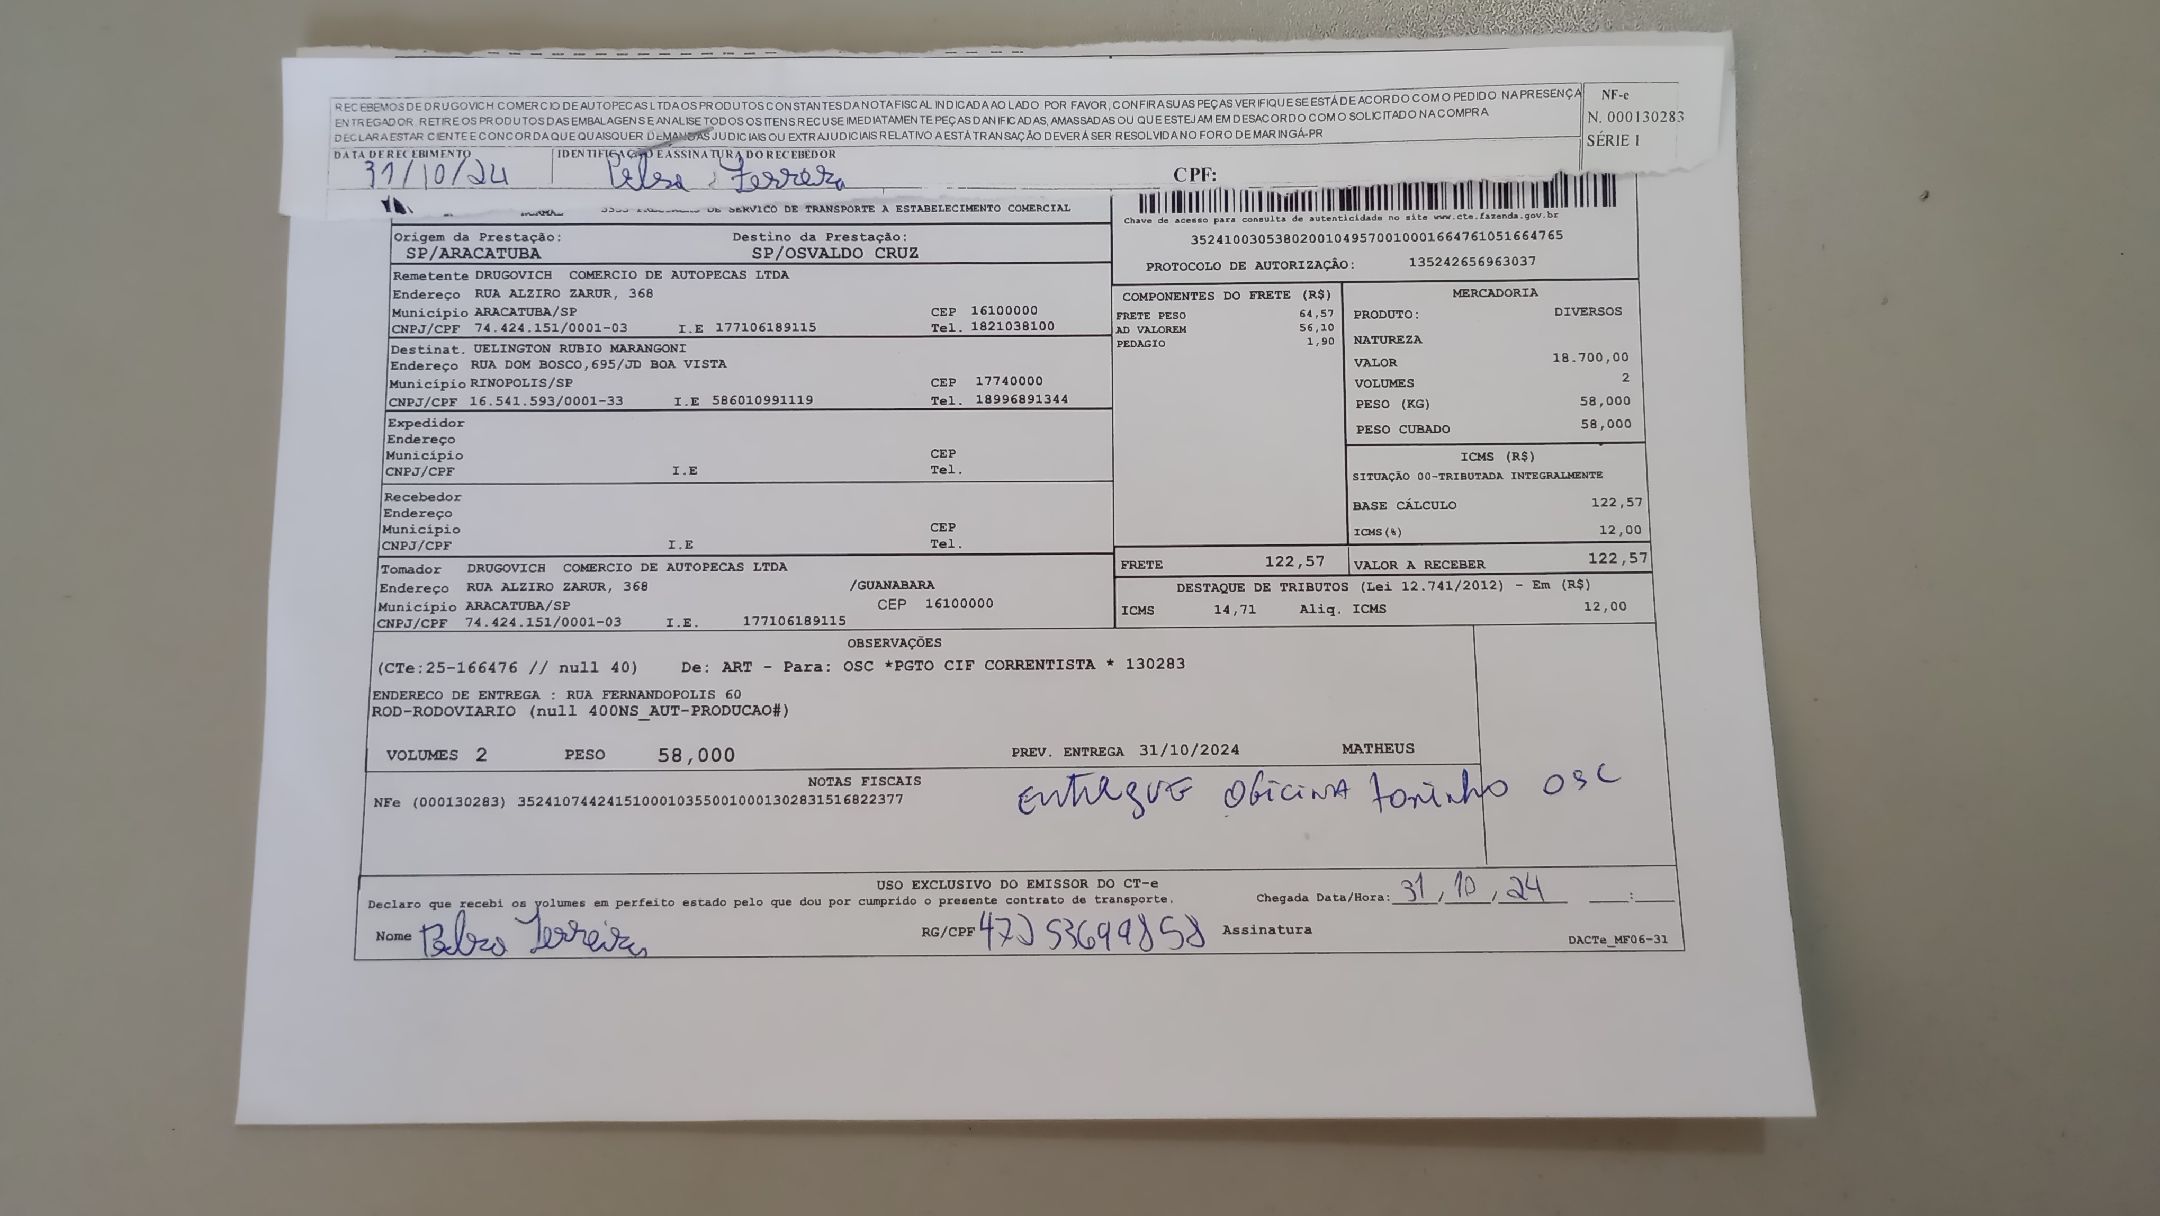 RECEBEMOS DE DRUGOVICH COMERCIO DE AUTOPECAS LTDA OS PRODUTOS CONSTANTES DA NOTA FISCAL INDICADA AO LADO. POR FAVOR, CONFIRA SUAS PEÇAS VERIFIQUE SE ESTÁ DE ACORDO COM O PEDIDO NA PRESENÇA
ENTREGADOR. RETIRE OS PRODUTOS DAS EMBALAGENS E ANALISE TODOS OS ITENS RECUSE IMEDIATAMENTE PEÇAS DANIFICADAS, AMASSADAS OU QUE ESTEJAM EM DESACORDO COM O SOLICITADO NA COMPRA
DECLARA ESTAR CIENTE E CONCORDA QUE QUAISQUER DEMANDAS JUDICIAIS OU EXTRAJUDICIAIS RELATIVO A ESTÁ TRANSAÇÃO DEVERÁ SER RESOLVIDA NO FORO DE MARINGÁ-PR
NF-e
N. 000130283
SÉRIE 1
DATA DE RECEBIMENTO IDENTIFICAÇÃO E ASSINATURA DO RECEBEDOR
31/10/24 Ferreira
CPF:
DE SERVICO DE TRANSPORTE A ESTABELECIMENTO COMERCIAL
Chave de acesso para consulta de autenticidade no site www.cte.fazenda.gov.br
35241003053802001049570010001664761051664765
PROTOCOLO DE AUTORIZAÇÃO: 135242656963037
Origem da Prestação: Destino da Prestação:
SP/ARACATUBA SP/OSVALDO CRUZ
Remetente DRUGOVICH COMERCIO DE AUTOPECAS LTDA
Endereço RUA ALZIRO ZARUR, 368
Município ARACATUBA/SP CEP 16100000
CNPJ/CPF 74.424.151/0001-03 I.E 177106189115 Tel. 1821038100
Destinat. UELINGTON RUBIO MARANGONI
Endereço RUA DOM BOSCO,695/JD BOA VISTA
Município RINOPOLIS/SP CEP 17740000
CNPJ/CPF 16.541.593/0001-33 I.E 586010991119 Tel. 18996891344
Expedidor
Endereço
Município CEP
CNPJ/CPF I.E Tel.
Recebedor
Endereço
Município CEP
CNPJ/CPF I.E Tel.
Tomador DRUGOVICH COMERCIO DE AUTOPECAS LTDA
Endereço RUA ALZIRO ZARUR, 368 /GUANABARA
Município ARACATUBA/SP CEP 16100000
CNPJ/CPF 74.424.151/0001-03 I.E. 177106189115
COMPONENTES DO FRETE (R$)
FRETE PESO 64,57
AD VALOREM 56,10
PEDAGIO 1,90
MERCADORIA
PRODUTO: DIVERSOS
NATUREZA
VALOR 18.700,00
VOLUMES 2
PESO (KG) 58,000
PESO CUBADO 58,000
ICMS (R$)
SITUAÇÃO 00-TRIBUTADA INTEGRALMENTE
BASE CÁLCULO 122,57
ICMS(%) 12,00
FRETE 122,57 VALOR A RECEBER 122,57
DESTAQUE DE TRIBUTOS (Lei 12.741/2012) - Em (R$)
ICMS 14,71 Aliq. ICMS 12,00
OBSERVAÇÕES
(CTe:25-166476 // null 40) De: ART - Para: OSC *PGTO CIF CORRENTISTA * 130283
ENDERECO DE ENTREGA : RUA FERNANDOPOLIS 60
ROD-RODOVIARIO (null 400NS_AUT-PRODUCAO#)
VOLUMES 2 PESO 58,000 PREV. ENTREGA 31/10/2024 MATHEUS
NOTAS FISCAIS
NFe (000130283) 35241074424151000103550010001302831516822377
ENTREGUE OFICINA TONINHO OSC
USO EXCLUSIVO DO EMISSOR DO CT-e
Declaro que recebi os volumes em perfeito estado pelo que dou por cumprido o presente contrato de transporte.
Chegada Data/Hora: 31/10/24 __:__
Nome Ferreira RG/CPF Assinatura
DACTe_MF06-31